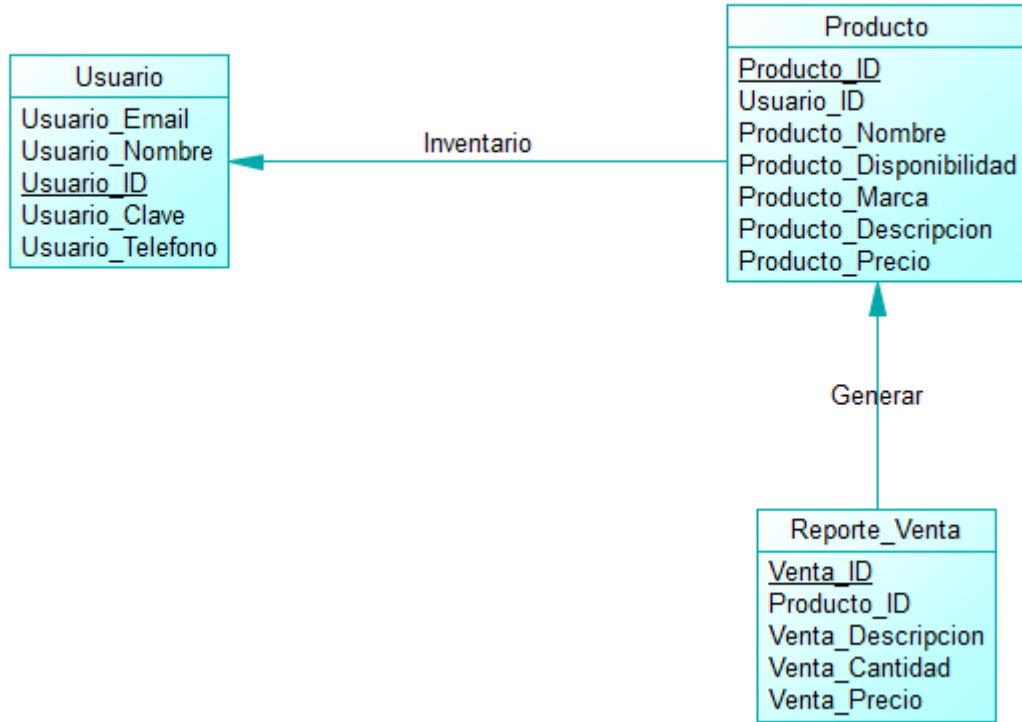 Usuario
Usuario_Email
Usuario_Nombre
Usuario_ID
Usuario_Clave
Usuario_Telefono
Inventario
Producto
Producto_ID
Usuario_ID
Producto_Nombre
Producto_Disponibilidad
Producto_Marca
Producto_Descripcion
Producto_Precio
Generar
Reporte_Venta
Venta_ID
Producto_ID
Venta_Descripcion
Venta_Cantidad
Venta_Precio